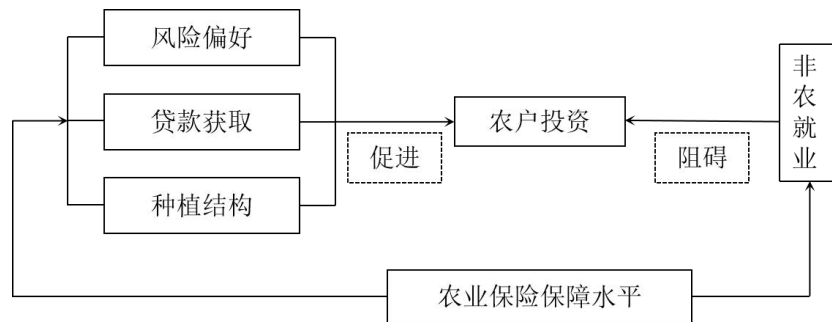 风险偏好
贷款获取
种植结构
促进
农户投资
阻碍
非农就业
农业保险保障水平